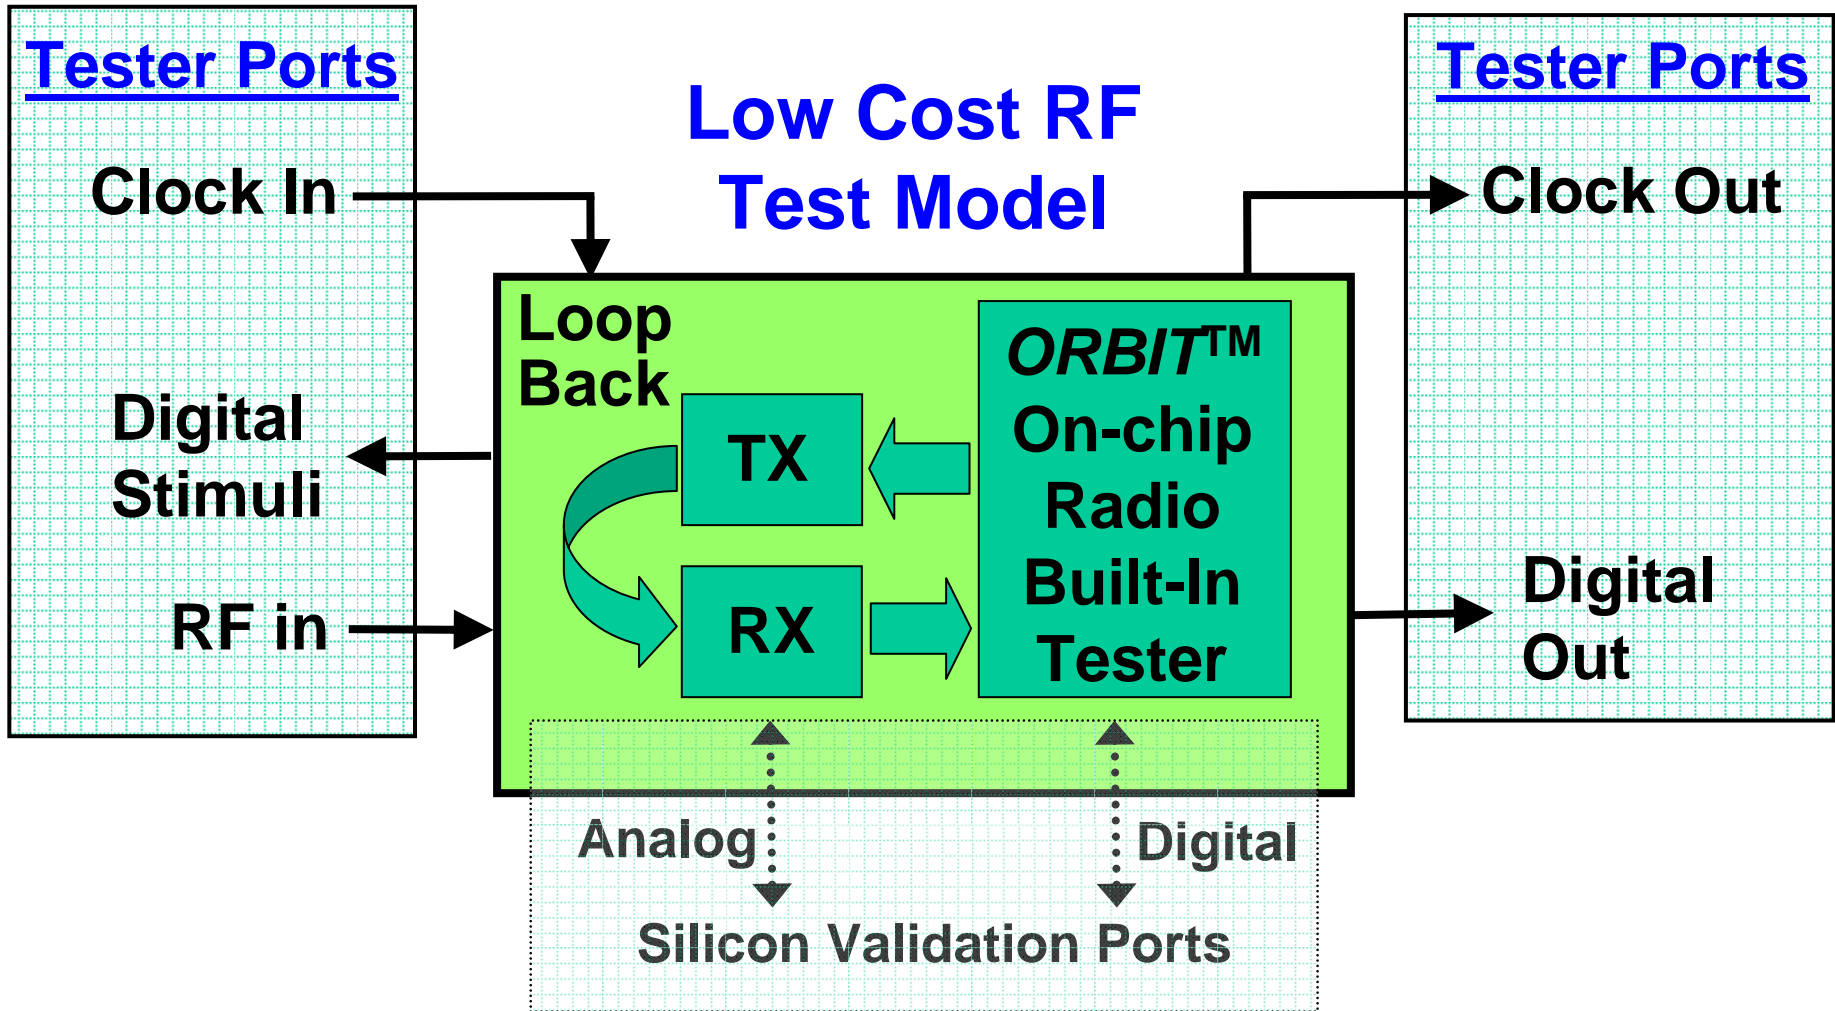 Tester Ports
Clock In
Digital
Stimuli
RF in
Low Cost RF
Test Model
Loop
Back
TX
RX
ORBIT™
On-chip
Radio
Built-In
Tester
Analog
Digital
Silicon Validation Ports
Tester Ports
Clock Out
Digital
Out